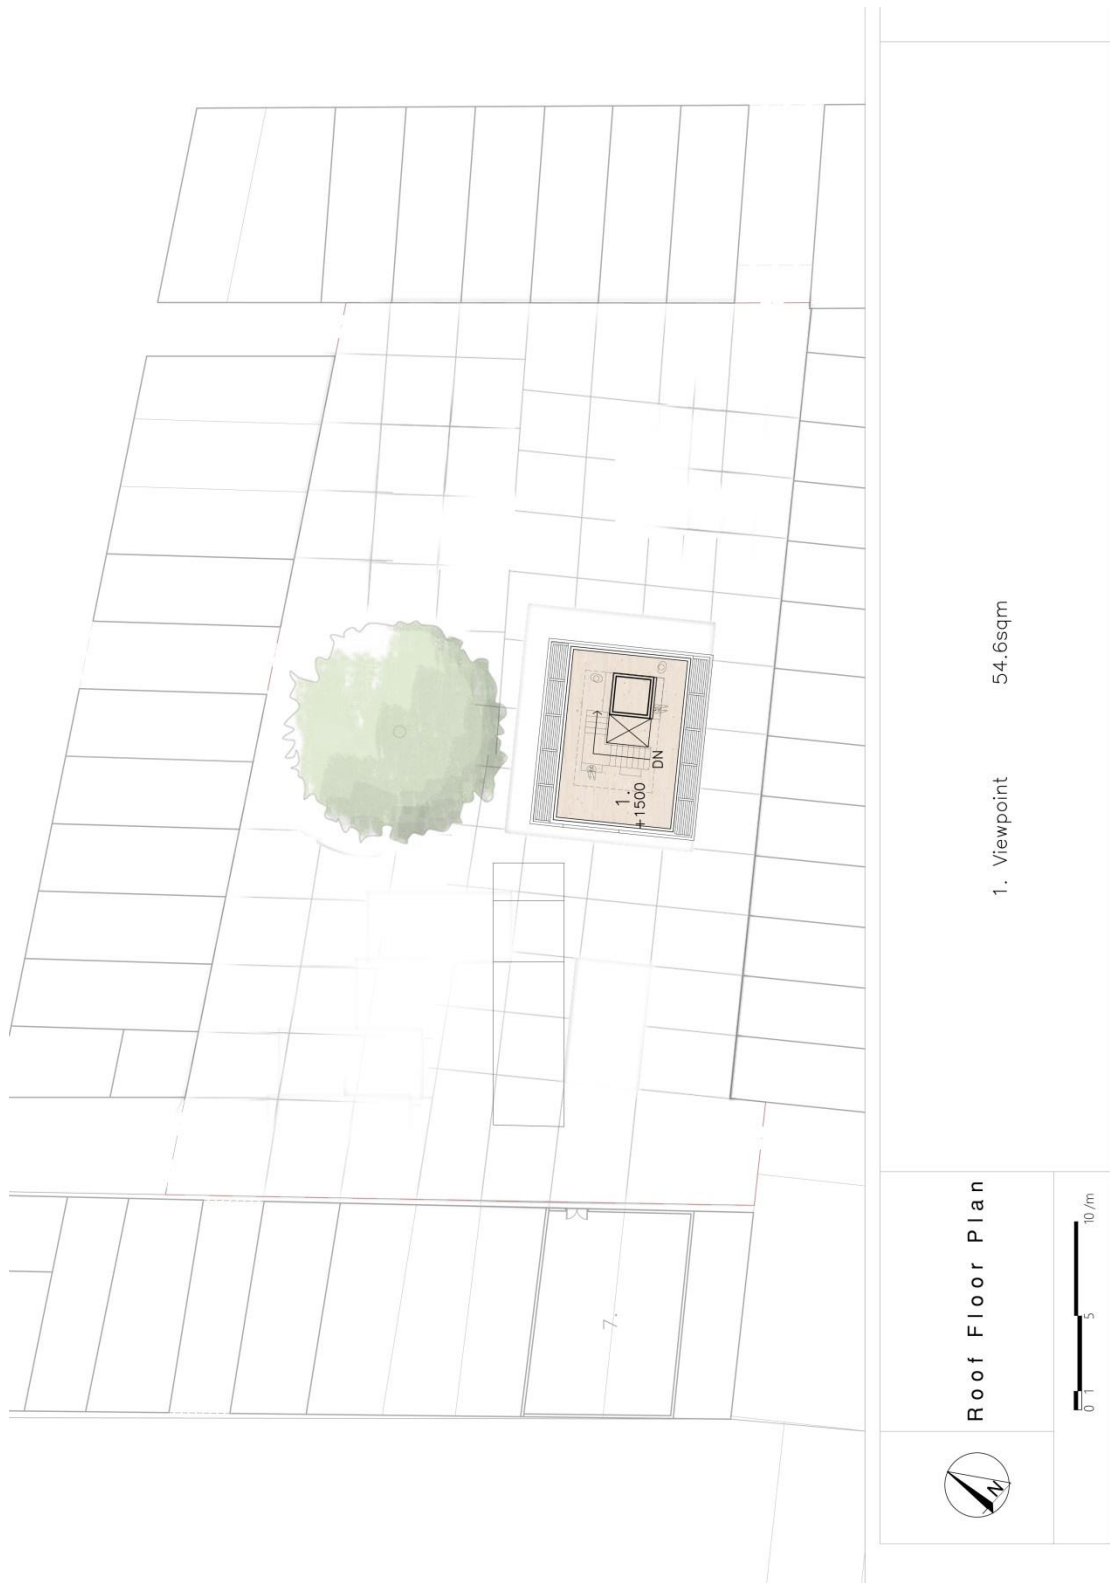 1.
+1500
DN
7.
1. Viewpoint 54.6sqm
Roof Floor Plan
N
0 1 5 10 /m